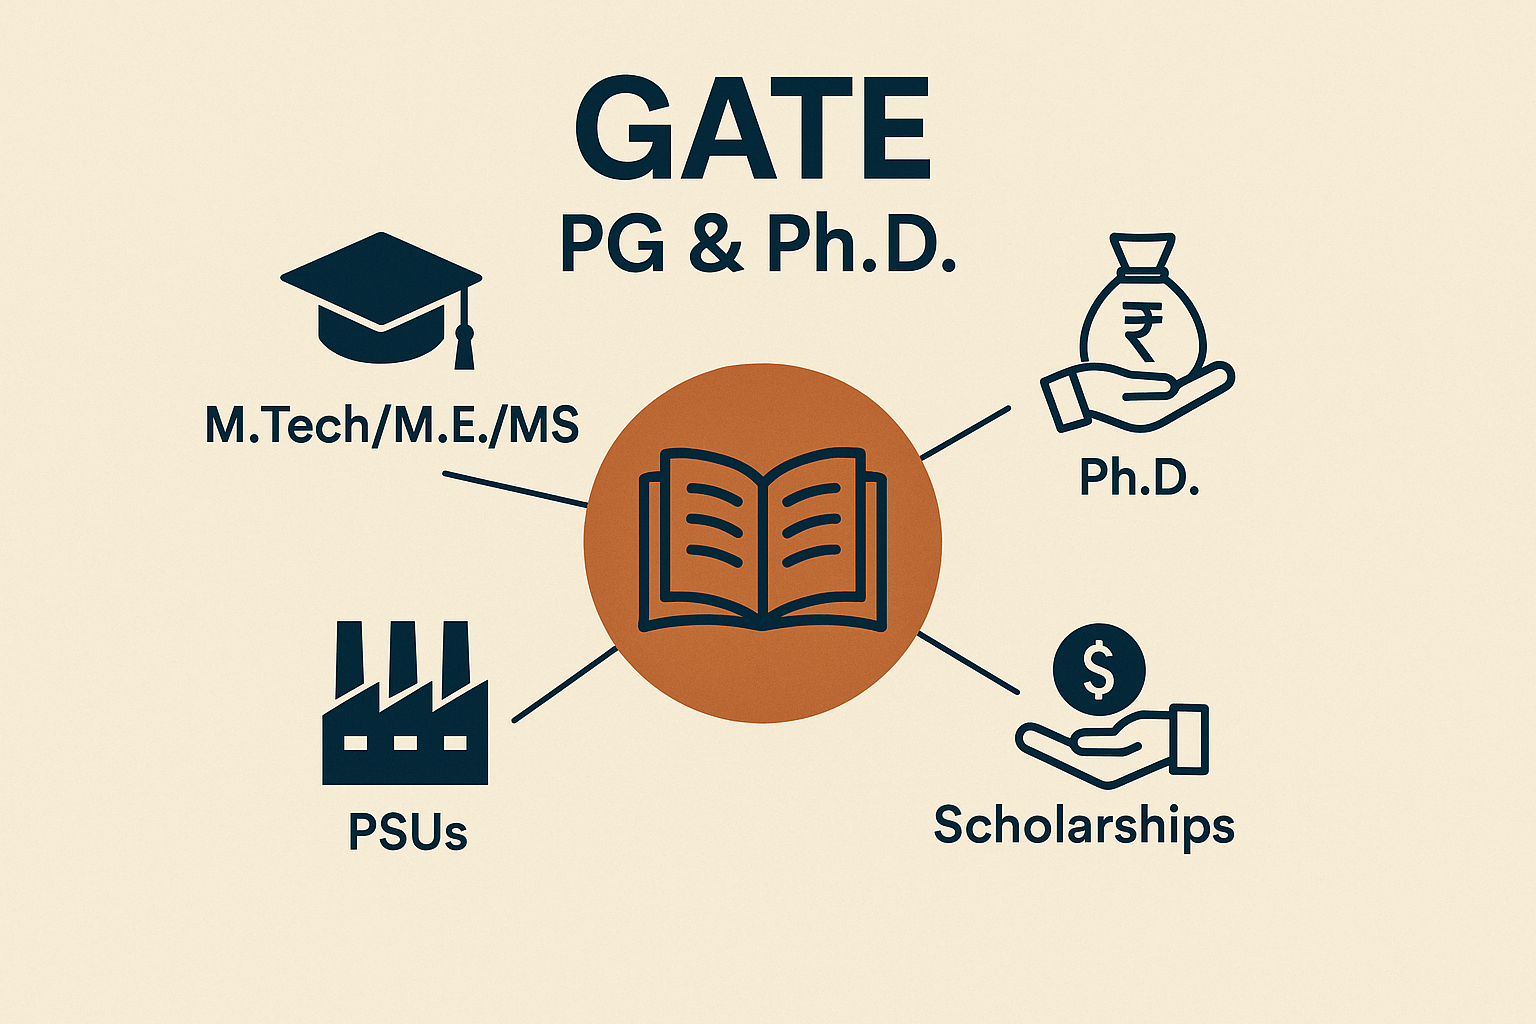 GATE
PG & Ph.D.
₹
M.Tech/M.E./MS
Ph.D.
$
PSUs
Scholarships